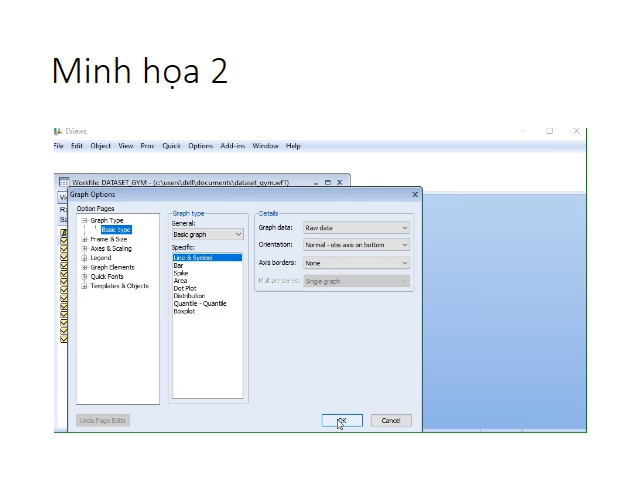 Minh họa 2
EViews
File Edit Object View Proc Quick Options Add-ins Window Help
Workfile: DATASET_GYM - (c:\users\dell\documents\dataset_gym.wf1)
Graph Options
Option Pages
Graph Type
Basic type
Frame & Size
Axes & Scaling
Legend
Graph Elements
Quick Fonts
Templates & Objects
Undo Page Edits
Graph type
General:
Basic graph
Specific:
Line & Symbol
Bar
Spike
Area
Dot Plot
Distribution
Quantile - Quantile
Boxplot
Details
Graph data: Raw data
Orientation: Normal - obs axis on bottom
Axis borders: None
Multiple series: Single graph
OK Cancel